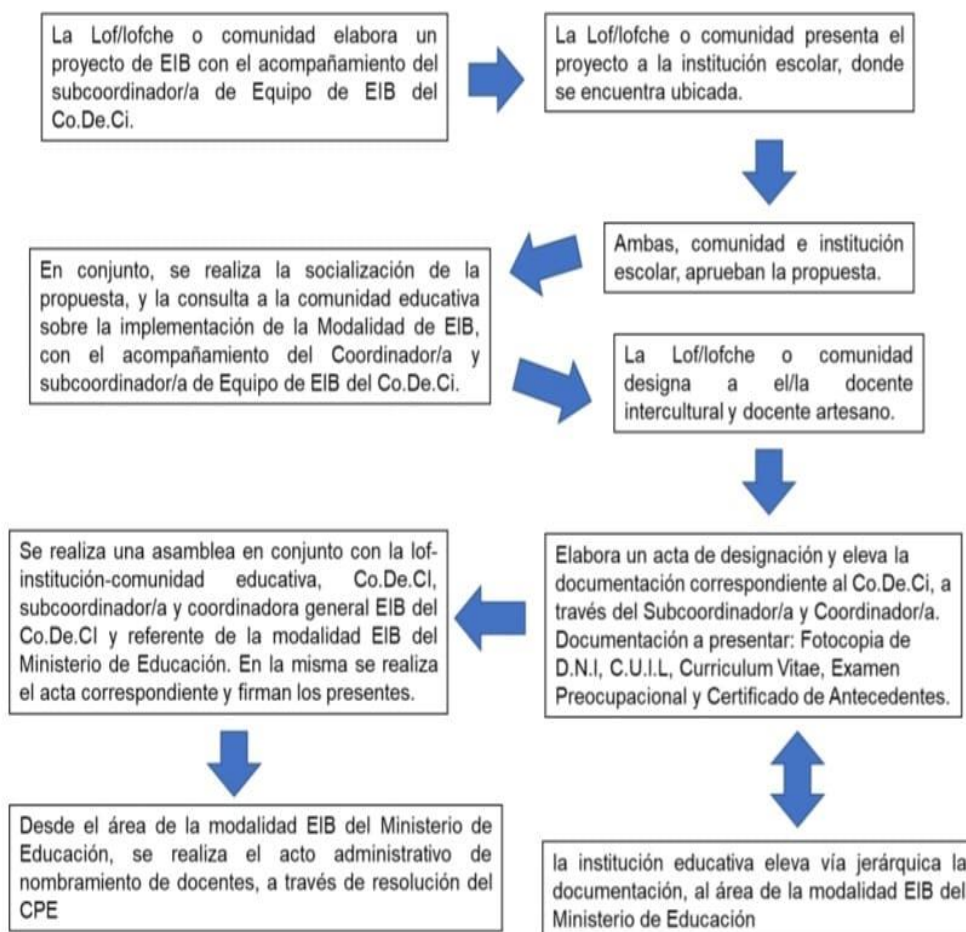 La Lof/lofche o comunidad elabora un
proyecto de EIB con el acompañamiento del
subcoordinador/a de Equipo de EIB del
Co.De.Ci.
La Lof/lofche o comunidad presenta el
proyecto a la institución escolar, donde
se encuentra ubicada.
Ambas, comunidad e institución
escolar, aprueban la propuesta.
En conjunto, se realiza la socialización de la
propuesta, y la consulta a la comunidad educativa
sobre la implementación de la Modalidad de EIB,
con el acompañamiento del Coordinador/a y
subcoordinador/a de Equipo de EIB del Co.De.Ci.
La Lof/lofche o comunidad
designa a el/la docente
intercultural y docente artesano.
Elabora un acta de designación y eleva la
documentación correspondiente al Co.De.Ci, a
través del Subcoordinador/a y Coordinador/a.
Documentación a presentar: Fotocopia de
D.N.I, C.U.I.L, Curriculum Vitae, Examen
Preocupacional y Certificado de Antecedentes.
Se realiza una asamblea en conjunto con la lof-
institución-comunidad educativa, Co.De.CI,
subcoordinador/a y coordinadora general EIB del
Co.De.CI y referente de la modalidad EIB del
Ministerio de Educación. En la misma se realiza
el acta correspondiente y firman los presentes.
Desde el área de la modalidad EIB del Ministerio de
Educación, se realiza el acto administrativo de
nombramiento de docentes, a través de resolución del
CPE
la institución educativa eleva vía jerárquica la
documentación, al área de la modalidad EIB del
Ministerio de Educación